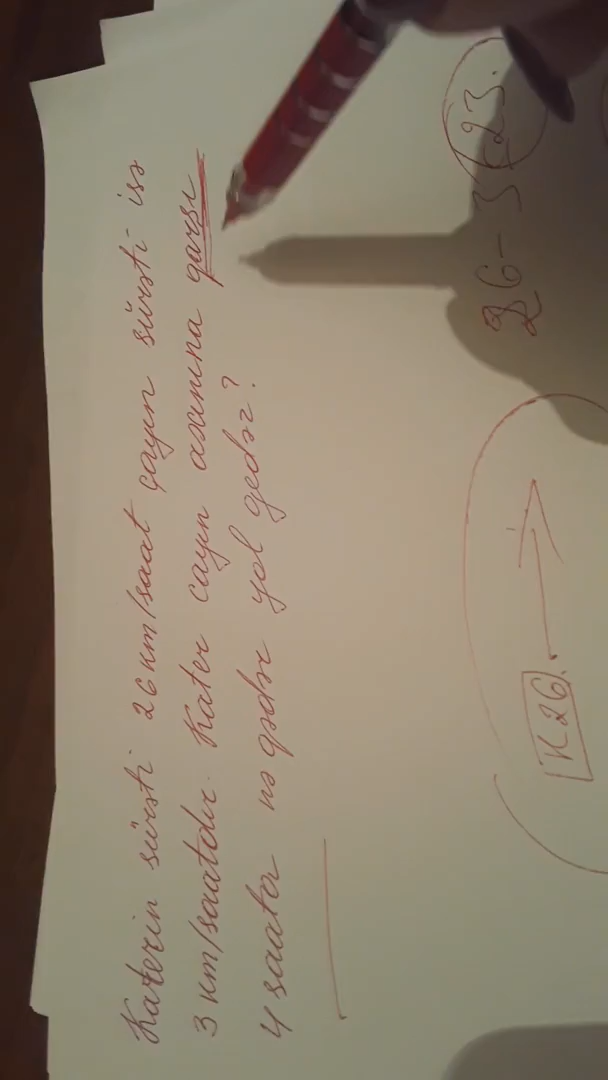 Katerin sürəti 26 km/saat çayın sürəti isə
3 km/saatdır. Kater çayın axınına qarşı
4 saata nə qədər yol gedər?
26-3 23.
K26